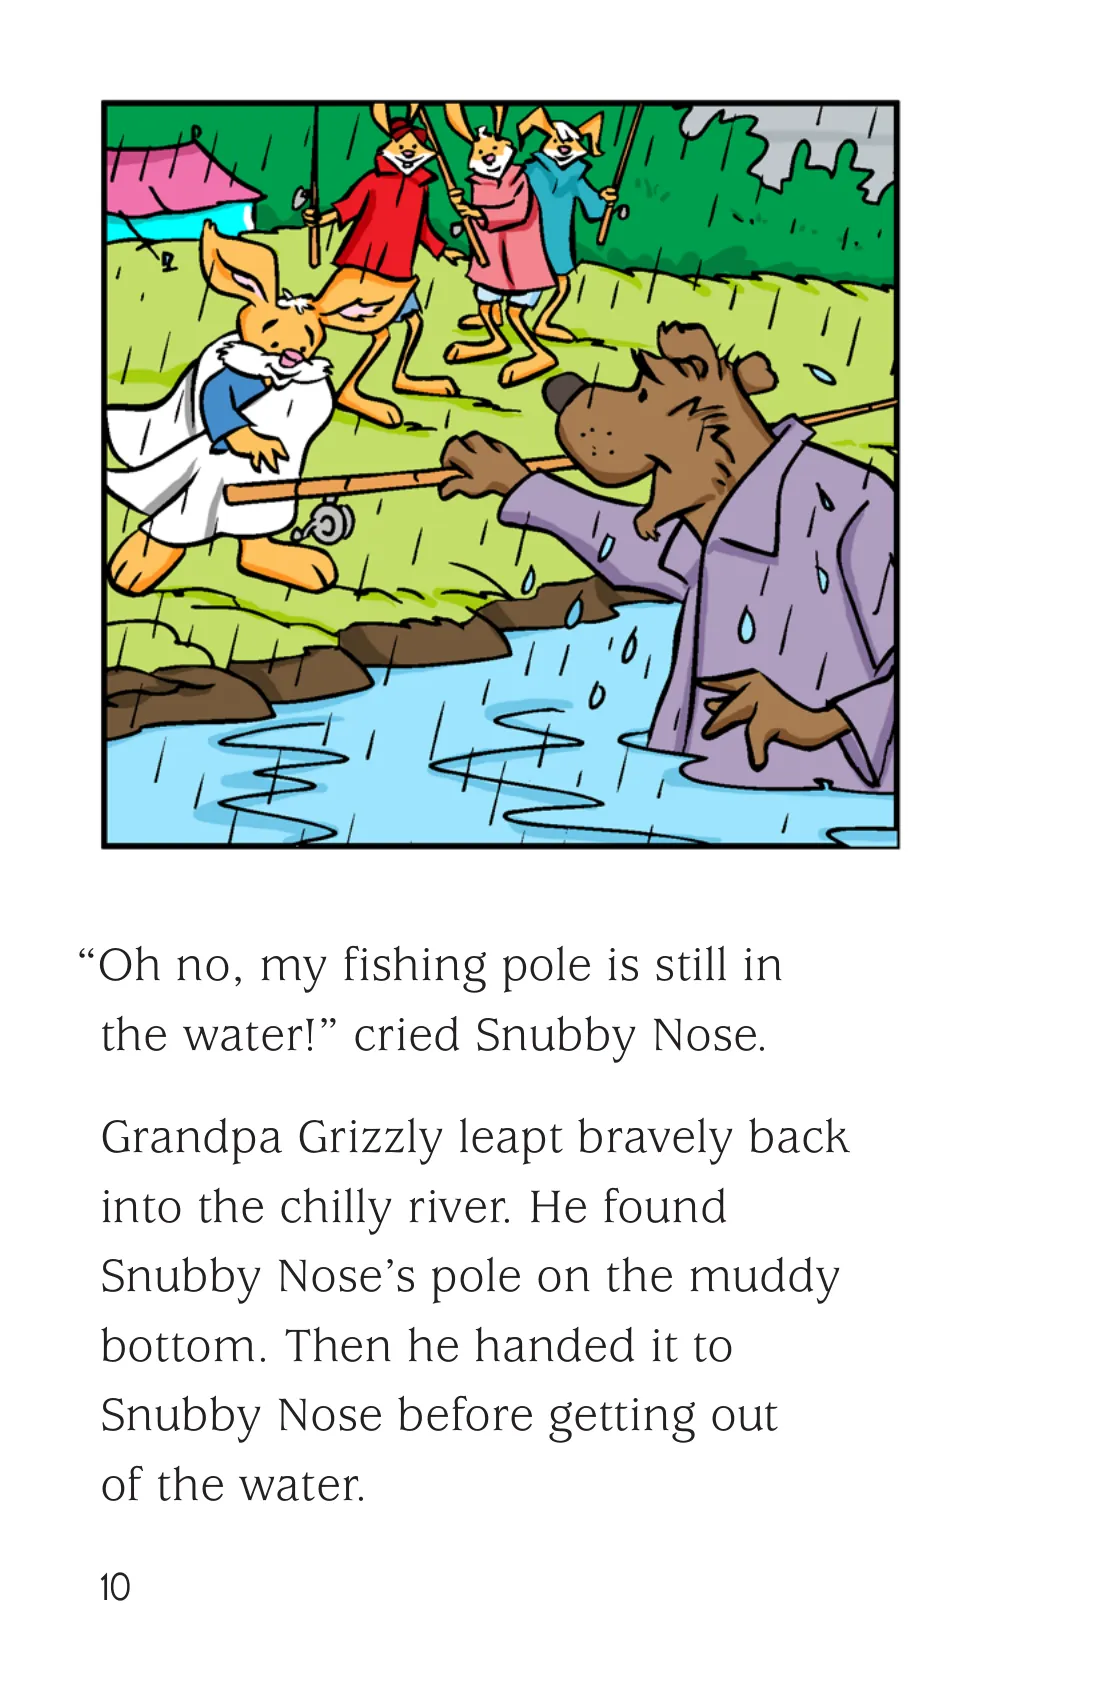 “Oh no, my fishing pole is still in
the water!” cried Snubby Nose.
Grandpa Grizzly leapt bravely back
into the chilly river. He found
Snubby Nose’s pole on the muddy
bottom. Then he handed it to
Snubby Nose before getting out
of the water.
10